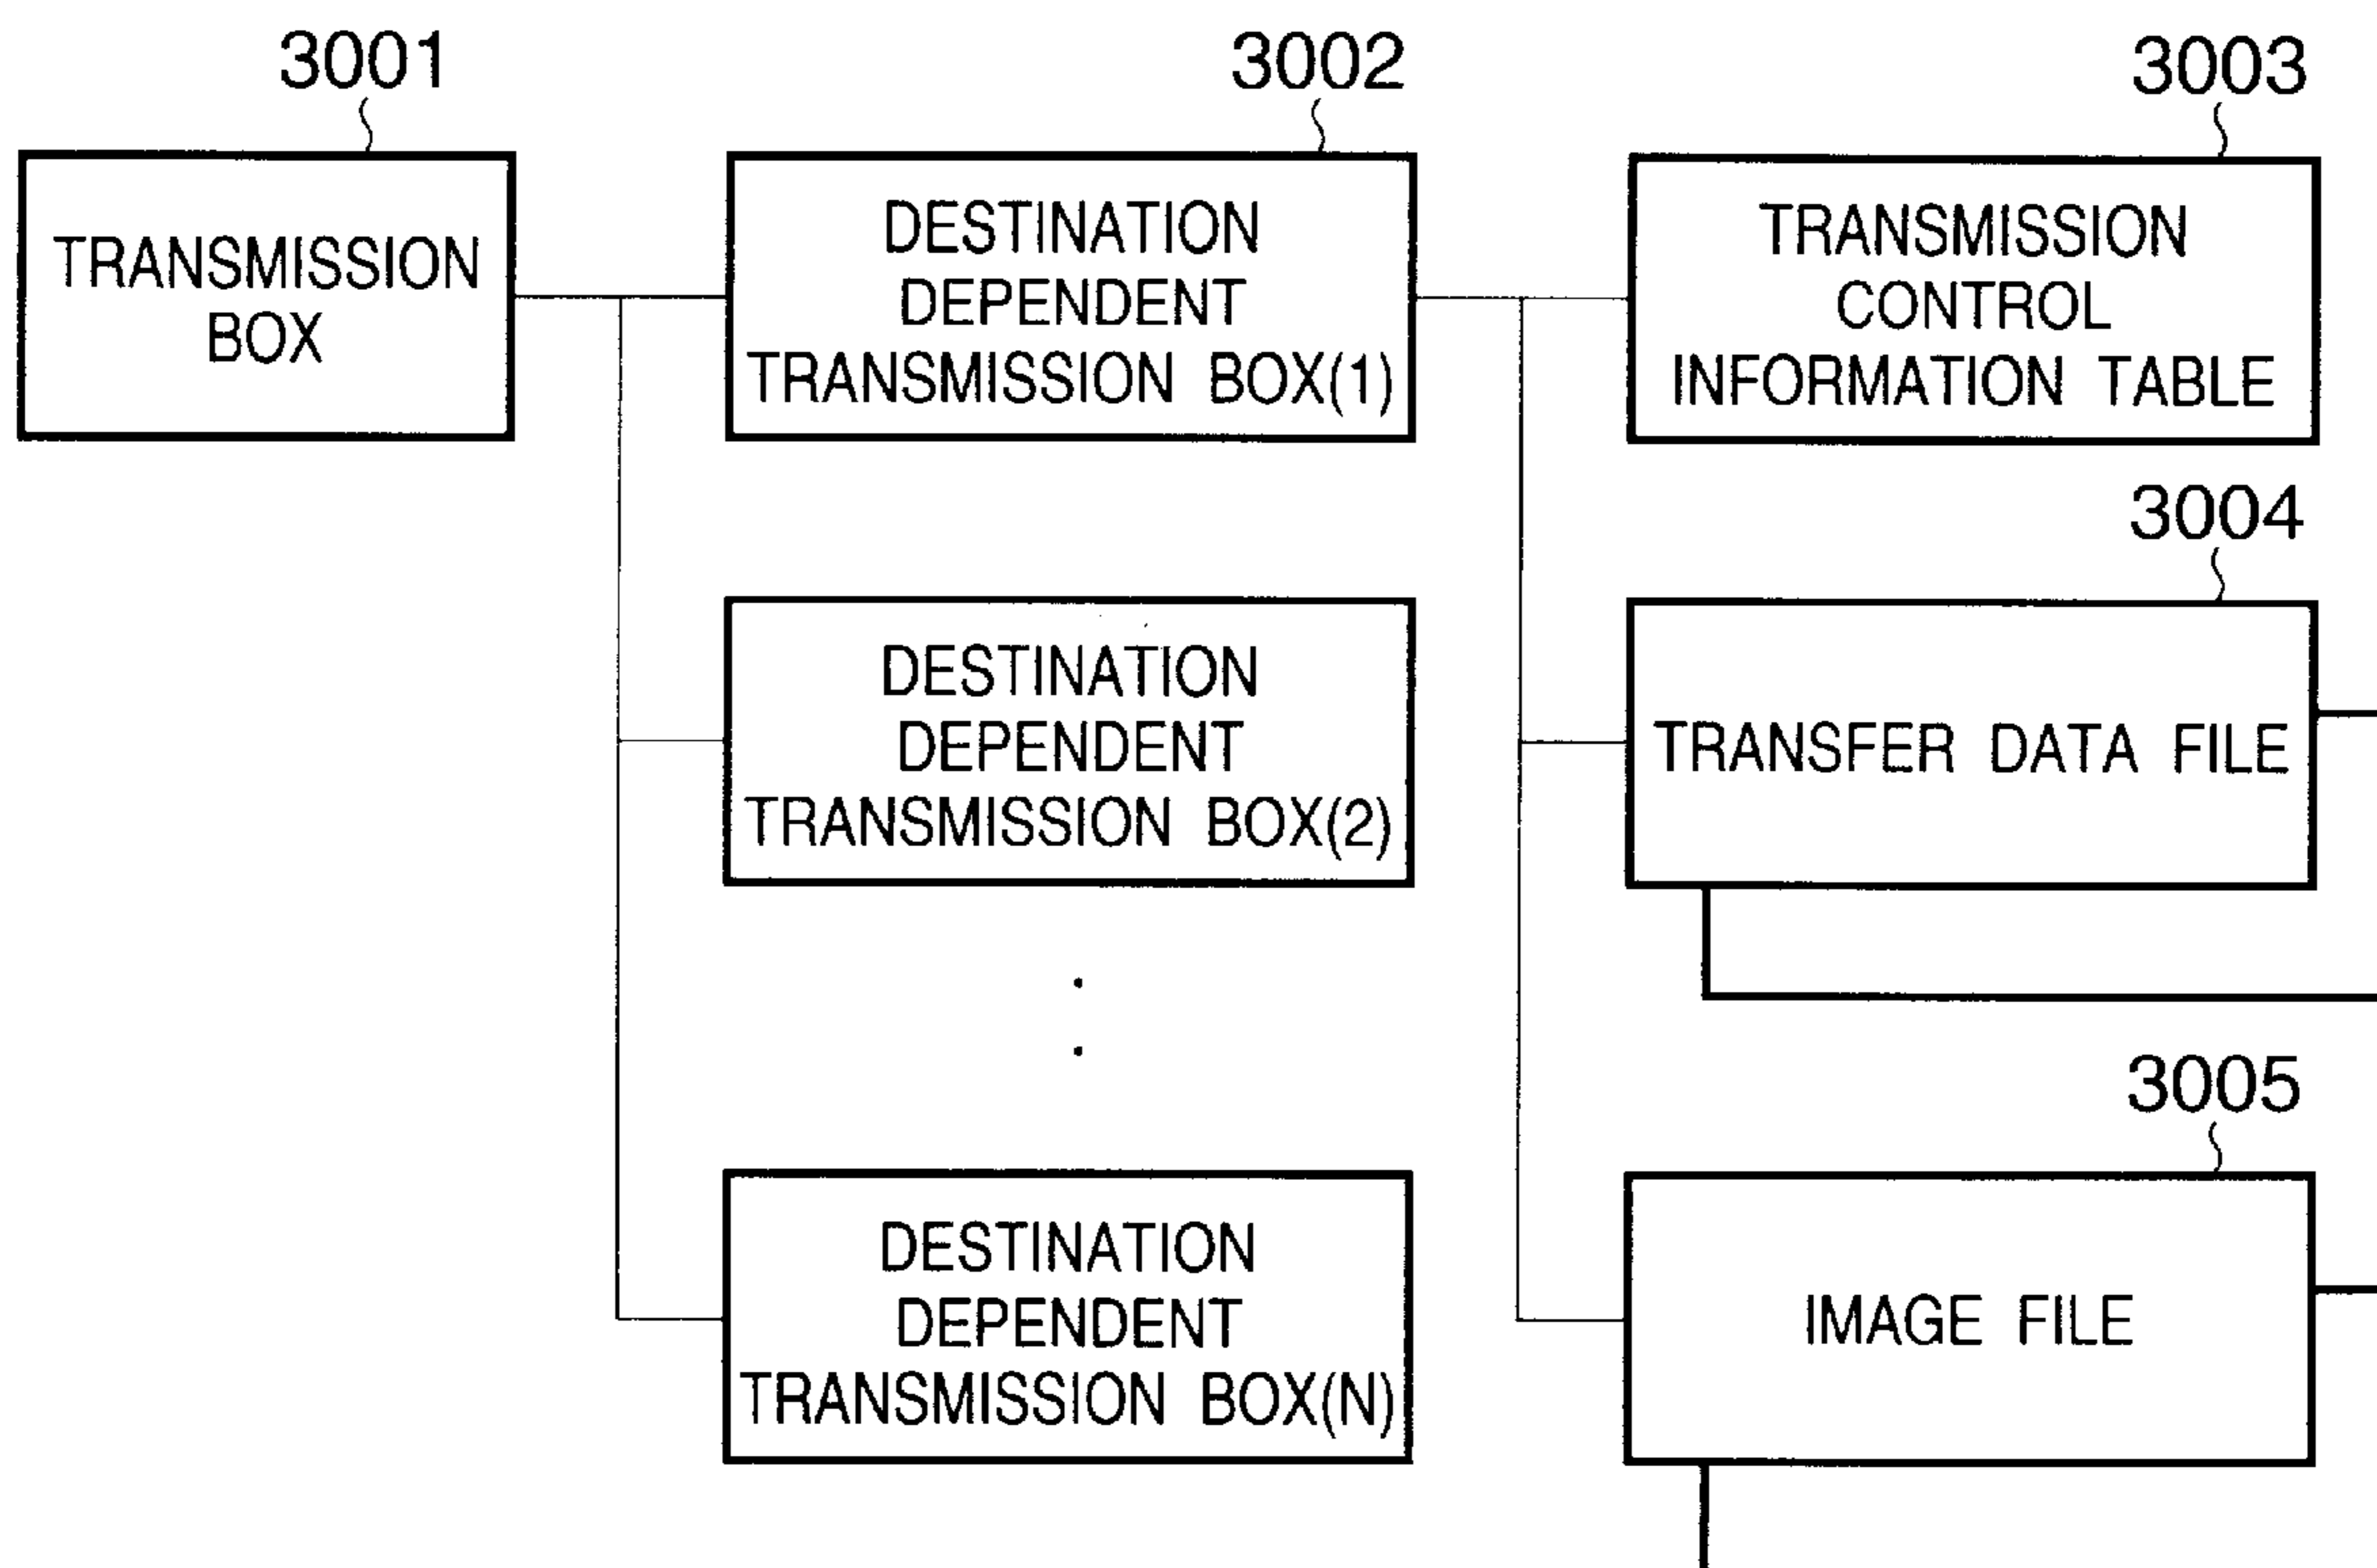 3001
TRANSMISSION
BOX
3002
DESTINATION
DEPENDENT
TRANSMISSION BOX(1)
3003
TRANSMISSION
CONTROL
INFORMATION TABLE
DESTINATION
DEPENDENT
TRANSMISSION BOX(2)
3004
TRANSFER DATA FILE
DESTINATION
DEPENDENT
TRANSMISSION BOX(N)
3005
IMAGE FILE